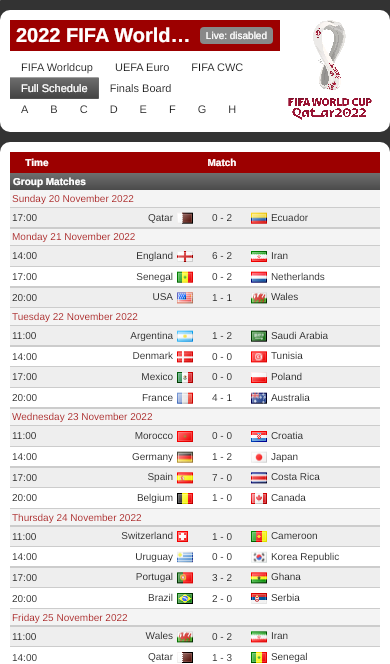 2022 FIFA World... Live: disabled
FIFA Worldcup UEFA Euro FIFA CWC
Full Schedule Finals Board
A B C D E F G H
FIFA WORLD CUP
Qatar2022
Time Match
Group Matches
Sunday 20 November 2022
17:00 Qatar 0 - 2 Ecuador
Monday 21 November 2022
14:00 England 6 - 2 Iran
17:00 Senegal 0 - 2 Netherlands
20:00 USA 1 - 1 Wales
Tuesday 22 November 2022
11:00 Argentina 1 - 2 Saudi Arabia
14:00 Denmark 0 - 0 Tunisia
17:00 Mexico 0 - 0 Poland
20:00 France 4 - 1 Australia
Wednesday 23 November 2022
11:00 Morocco 0 - 0 Croatia
14:00 Germany 1 - 2 Japan
17:00 Spain 7 - 0 Costa Rica
20:00 Belgium 1 - 0 Canada
Thursday 24 November 2022
11:00 Switzerland 1 - 0 Cameroon
14:00 Uruguay 0 - 0 Korea Republic
17:00 Portugal 3 - 2 Ghana
20:00 Brazil 2 - 0 Serbia
Friday 25 November 2022
11:00 Wales 0 - 2 Iran
14:00 Qatar 1 - 3 Senegal